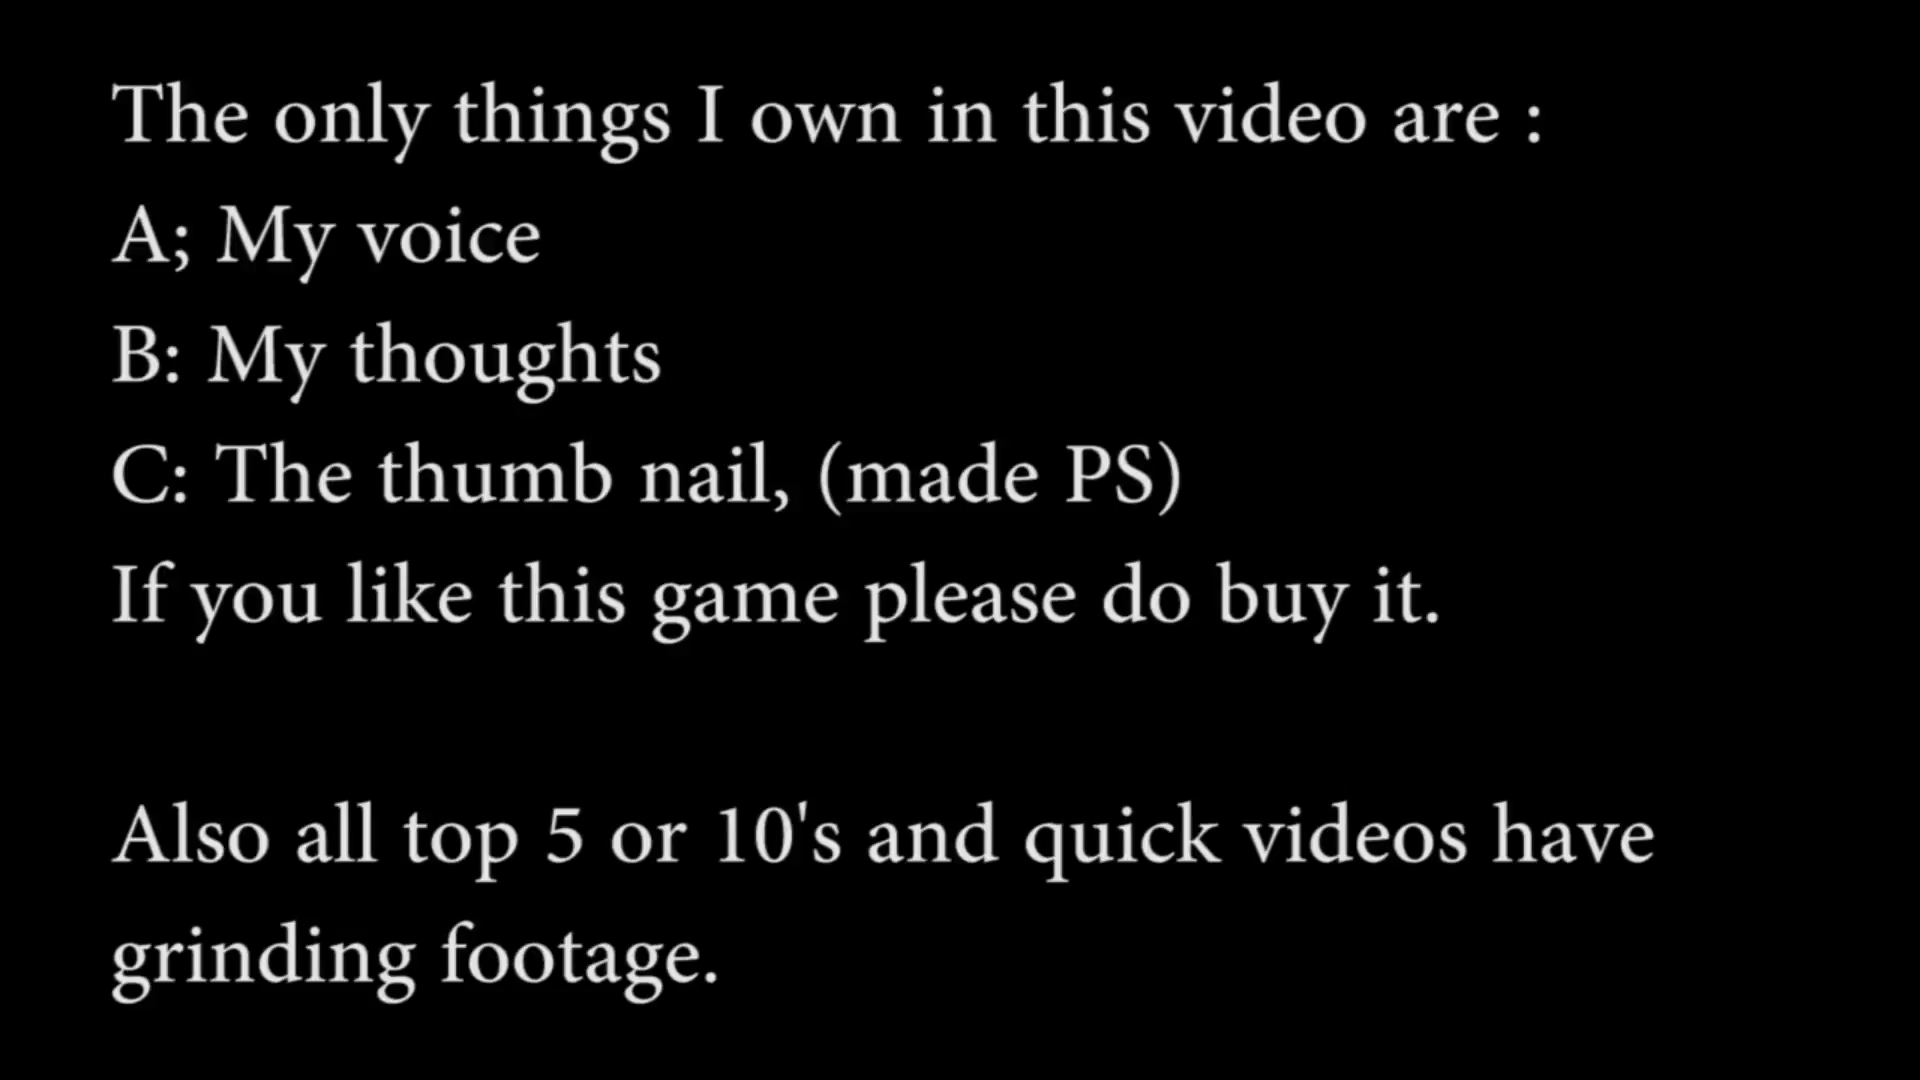 The only things I own in this video are :
A; My voice
B: My thoughts
C: The thumb nail, (made PS)
If you like this game please do buy it.
Also all top 5 or 10's and quick videos have
grinding footage.